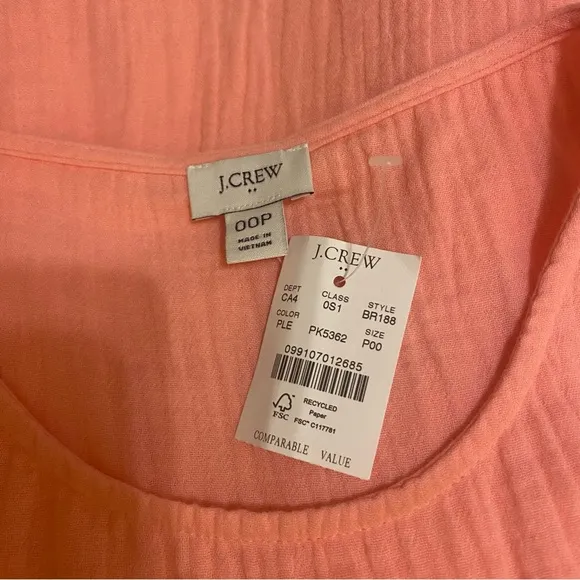 J.CREW
••
00P
MADE IN
VIETNAM
J.CREW
••
DEPT CLASS STYLE
CA4 0S1 BR188
COLOR SIZE
PLE PK5362 P00
099107012685
FSC
RECYCLED
Paper
FSC® C117781
COMPARABLE VALUE